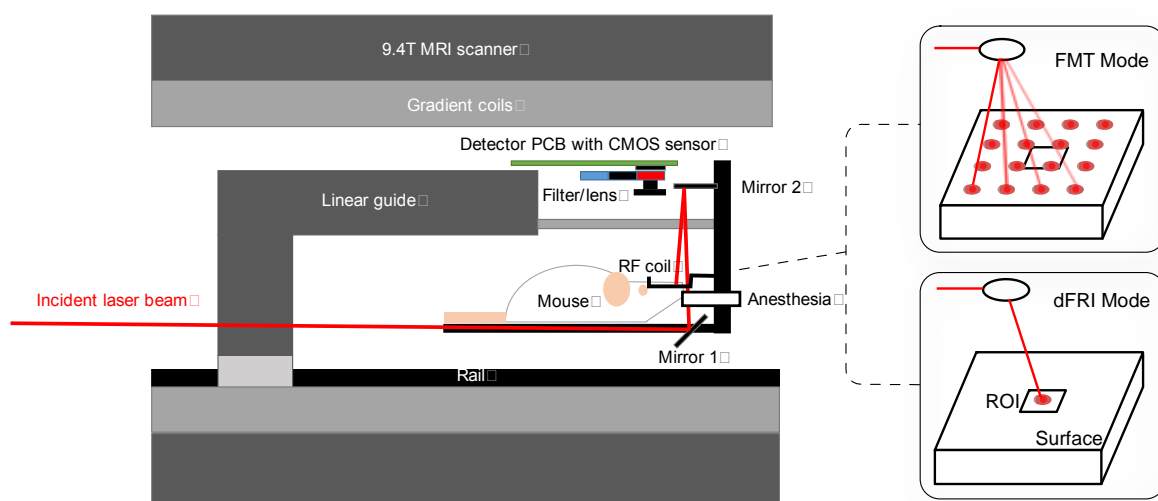 9.4T MRI scanner
Gradient coils
Detector PCB with CMOS sensor
Filter/lens
Mirror 2
Linear guide
RF coil
Incident laser beam
Mouse
Anesthesia
Mirror 1
Rail
FMT Mode
dFRI Mode
ROI
Surface